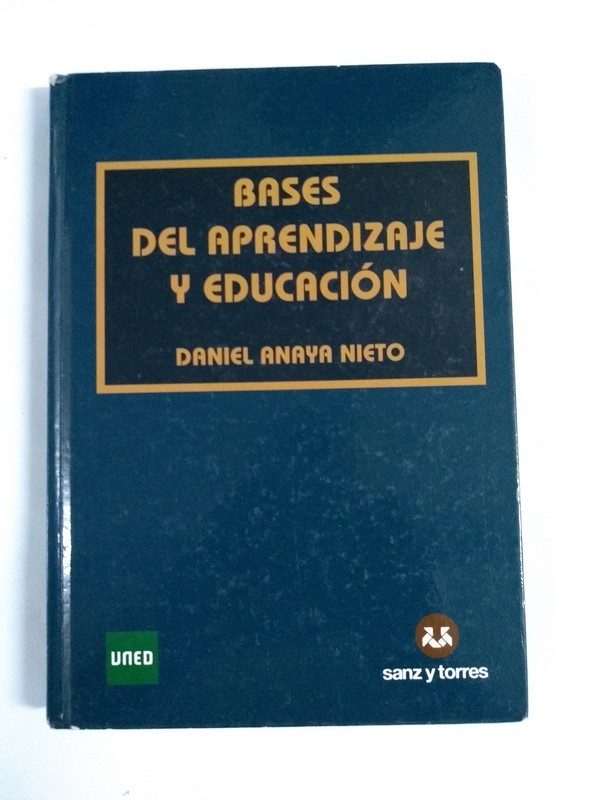 BASES
DEL APRENDIZAJE
Y EDUCACIÓN
DANIEL ANAYA NIETO
UNED
sanz y torres